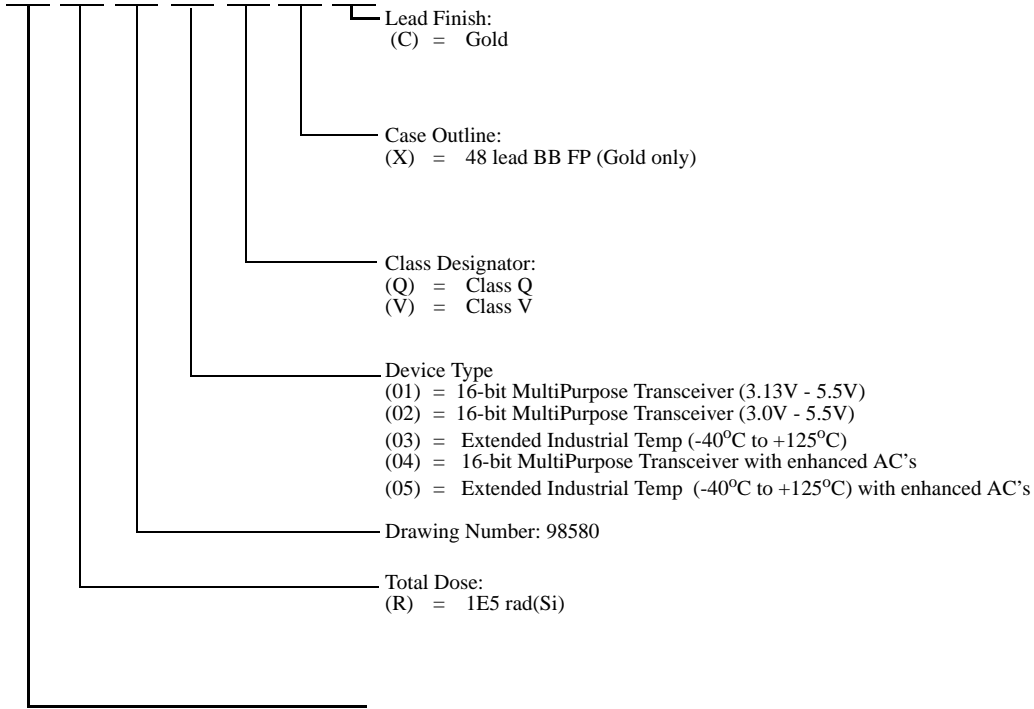 Lead Finish:
(C) = Gold
Case Outline:
(X) = 48 lead BB FP (Gold only)
Class Designator:
(Q) = Class Q
(V) = Class V
Device Type
(01) = 16-bit MultiPurpose Transceiver (3.13V - 5.5V)
(02) = 16-bit MultiPurpose Transceiver (3.0V - 5.5V)
(03) = Extended Industrial Temp (-40°C to +125°C)
(04) = 16-bit MultiPurpose Transceiver with enhanced AC's
(05) = Extended Industrial Temp (-40°C to +125°C) with enhanced AC's
Drawing Number: 98580
Total Dose:
(R) = 1E5 rad(Si)